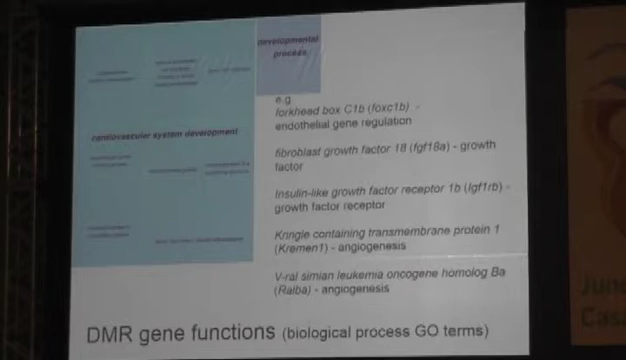 developmental
process
cardiovascular system development
e.g
forkhead box C1b (foxc1b) -
endothelial gene regulation
fibroblast growth factor 18 (fgf18a) - growth
factor
Insulin-like growth factor receptor 1b (Igf1rb) -
growth factor receptor
Kringle containing transmembrane protein 1
(Kremen1) - angiogenesis
V-ral simian leukemia oncogene homolog Ba
(Ralba) - angiogenesis
DMR gene functions (biological process GO terms)
June
Casa